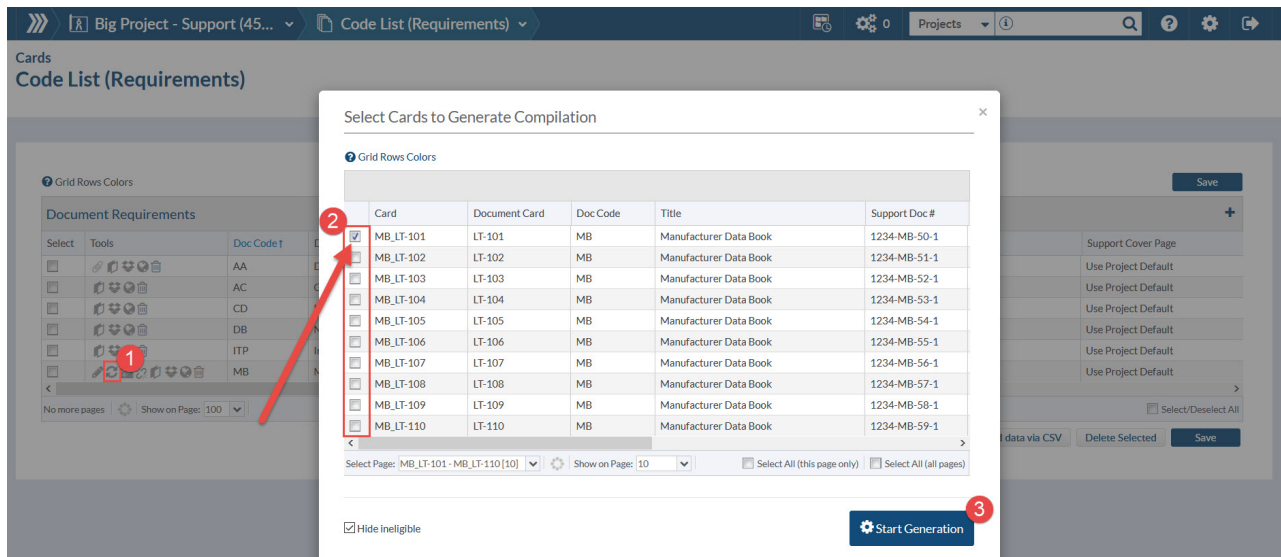 Big Project - Support (45...
Code List (Requirements)
0
Projects
Cards
Code List (Requirements)
Grid Rows Colors
Save
Document Requirements
Select Tools Doc Code↑
AA
AC
CD
DB
ITP
MB
No more pages Show on Page: 100
Support Cover Page
Use Project Default
Use Project Default
Use Project Default
Use Project Default
Use Project Default
Use Project Default
Select/Deselect All
data via CSV Delete Selected Save
1
Select Cards to Generate Compilation ×
Grid Rows Colors
2
Card Document Card Doc Code Title Support Doc #
MB_LT-101 LT-101 MB Manufacturer Data Book 1234-MB-50-1
MB_LT-102 LT-102 MB Manufacturer Data Book 1234-MB-51-1
MB_LT-103 LT-103 MB Manufacturer Data Book 1234-MB-52-1
MB_LT-104 LT-104 MB Manufacturer Data Book 1234-MB-53-1
MB_LT-105 LT-105 MB Manufacturer Data Book 1234-MB-54-1
MB_LT-106 LT-106 MB Manufacturer Data Book 1234-MB-55-1
MB_LT-107 LT-107 MB Manufacturer Data Book 1234-MB-56-1
MB_LT-108 LT-108 MB Manufacturer Data Book 1234-MB-57-1
MB_LT-109 LT-109 MB Manufacturer Data Book 1234-MB-58-1
MB_LT-110 LT-110 MB Manufacturer Data Book 1234-MB-59-1
Select Page: MB_LT-101 - MB_LT-110 [10] Show on Page: 10 Select All (this page only) Select All (all pages)
Hide ineligible
Start Generation
3